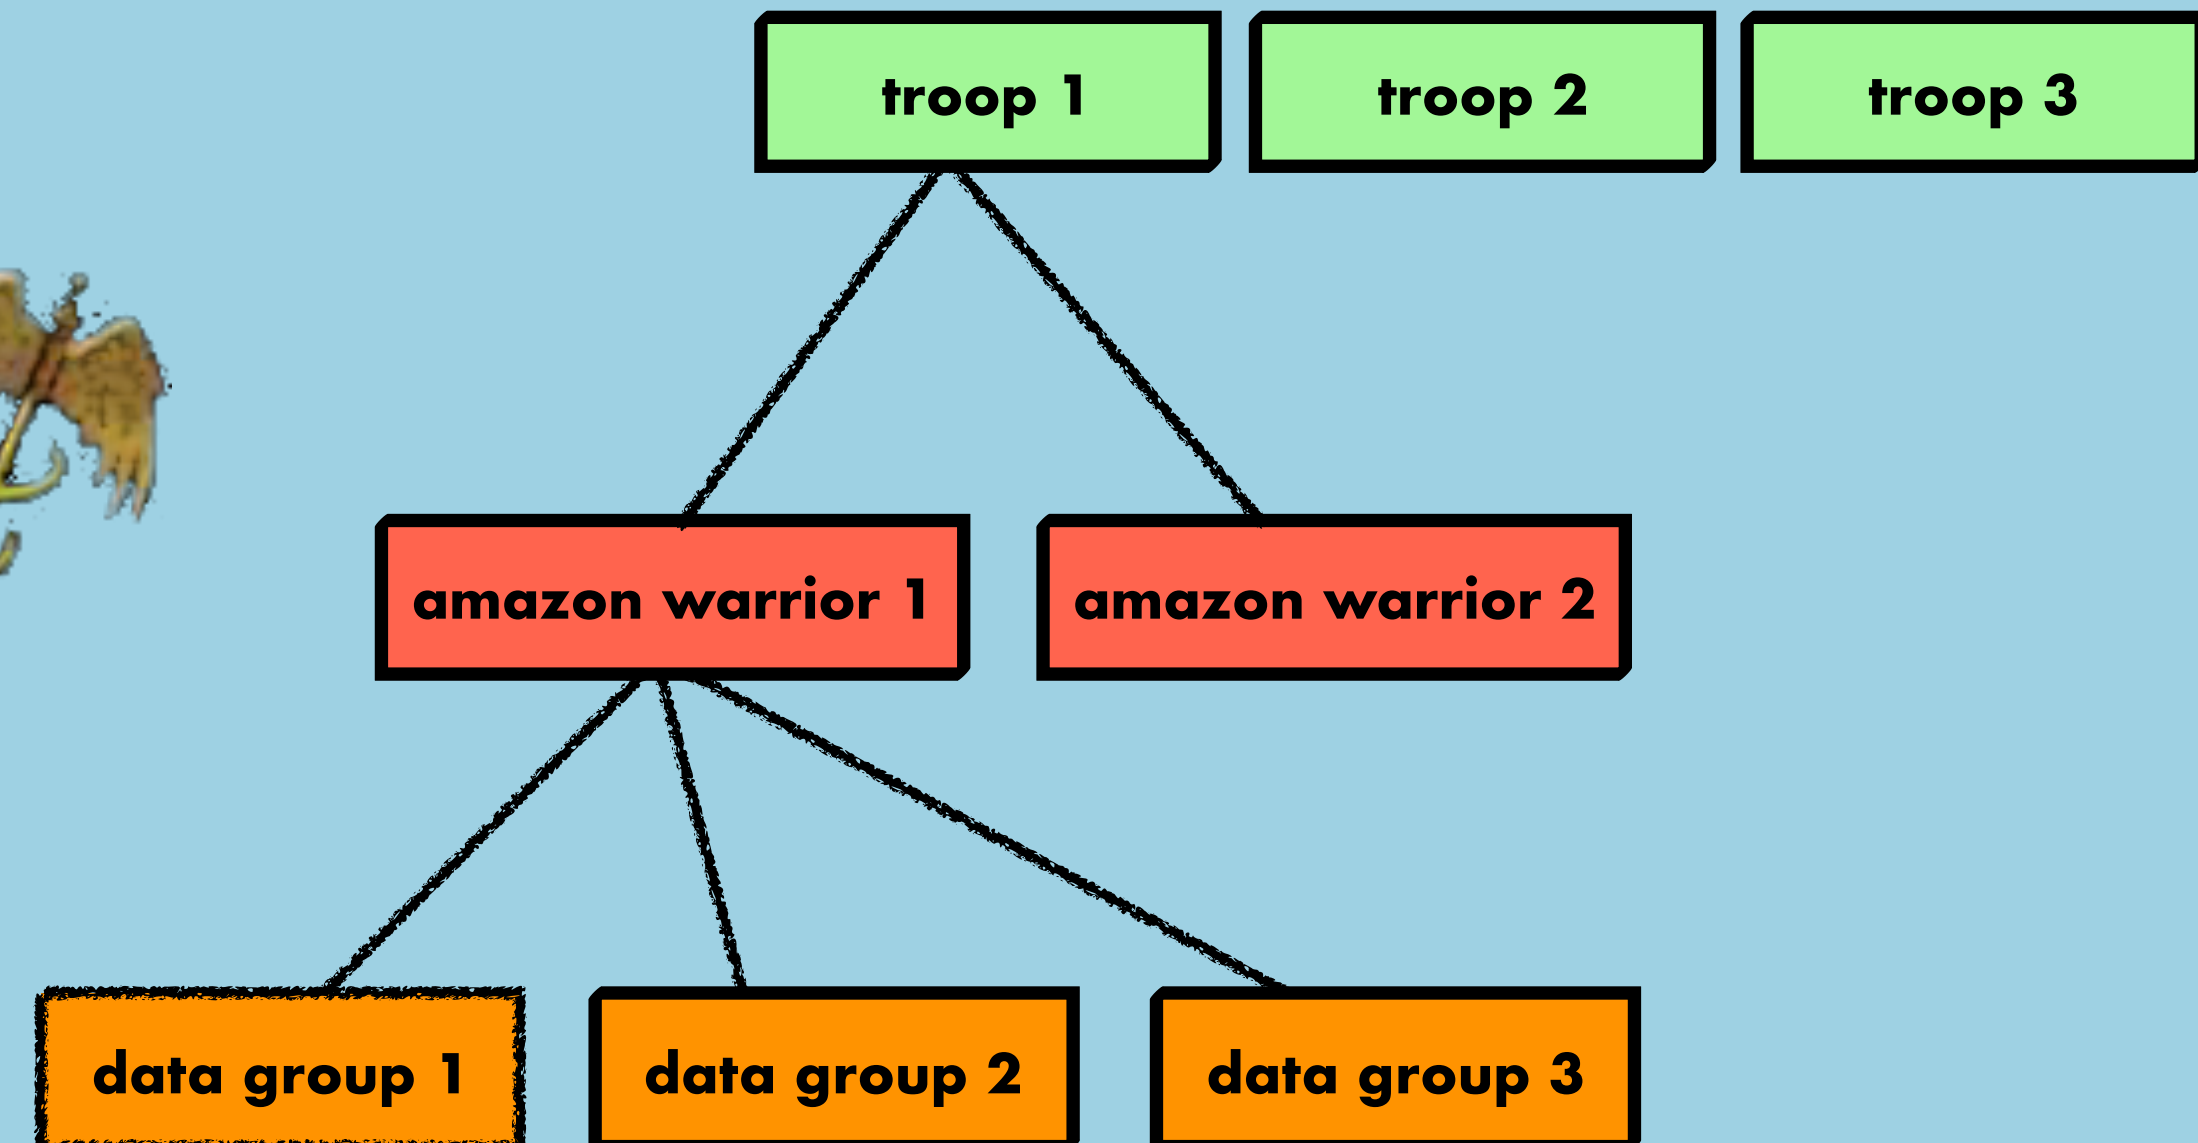 troop 1
troop 2
troop 3
amazon warrior 1
amazon warrior 2
data group 1
data group 2
data group 3